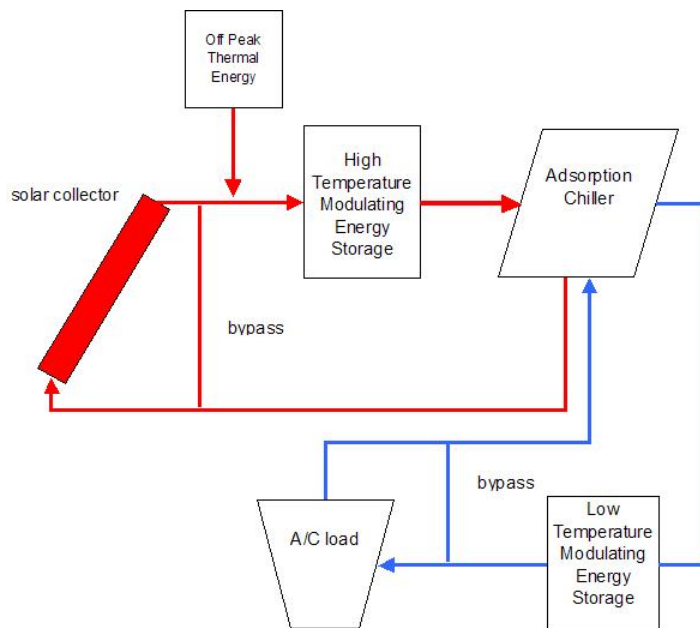 Off Peak
Thermal
Energy
solar collector
High
Temperature
Modulating
Energy
Storage
Adsorption
Chiller
bypass
bypass
A/C load
Low
Temperature
Modulating
Energy
Storage